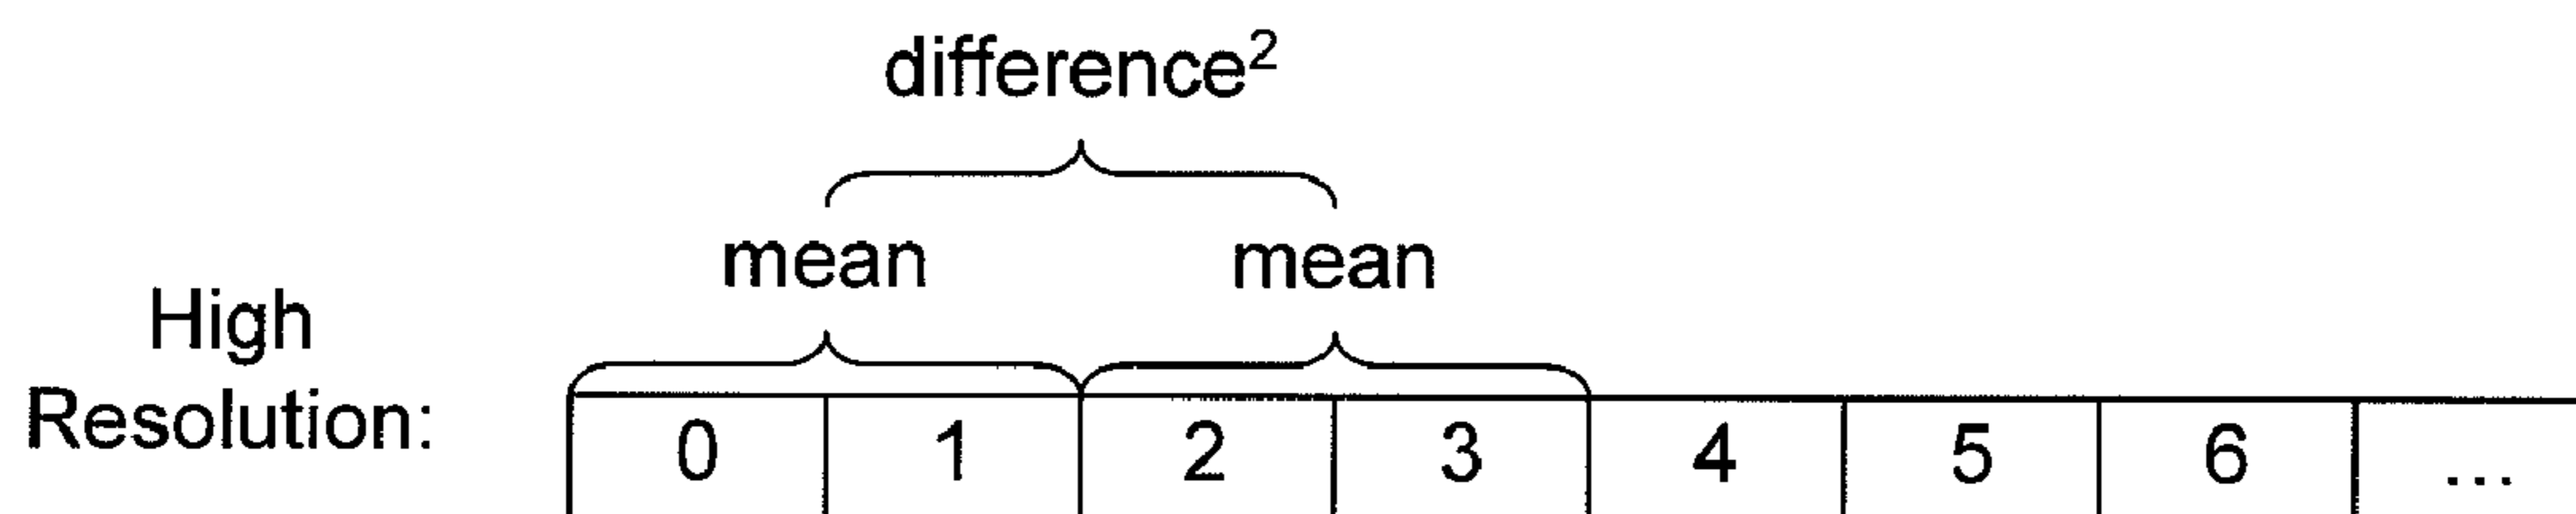 difference²
mean mean
High
Resolution:
0 1 2 3 4 5 6 ...